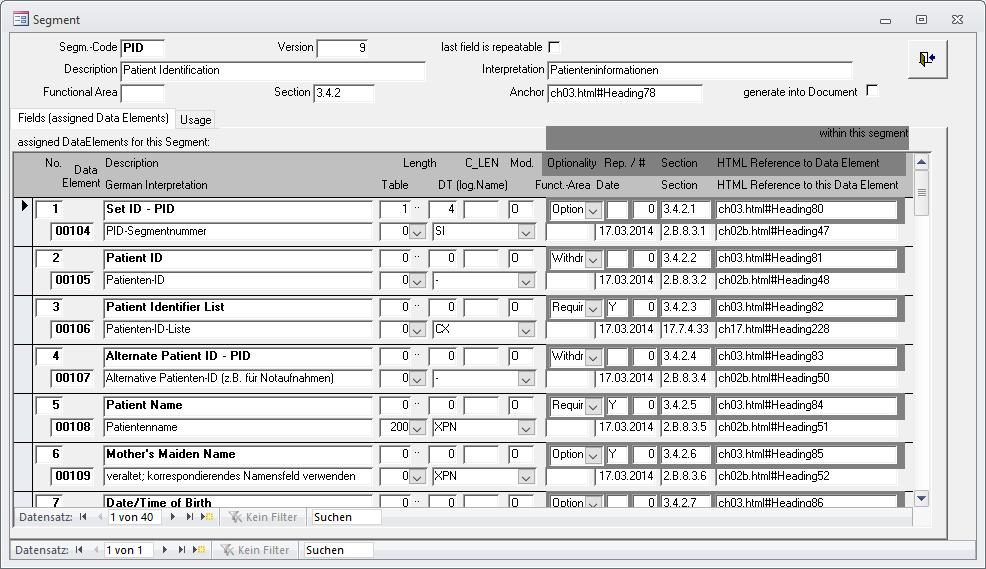 Segment
Segm.-Code PID Version 9 last field is repeatable
Description Patient Identification Interpretation Patienteninformationen
Functional Area Section 3.4.2 Anchor ch03.html#Heading78 generate into Document
Fields (assigned Data Elements) Usage
within this segment
assigned DataElements for this Segment:
No. Data Element Description Length C_LEN Mod. Optionality Rep. / # Section HTML Reference to Data Element
German Interpretation Table DT (log.Name) Funct.-Area Date Section HTML Reference to this Data Element
1 Set ID - PID 1 .. 4 0 Option 0 3.4.2.1 ch03.html#Heading80
00104 PID-Segmentnummer 0 SI 17.03.2014 2.B.8.3.1 ch02b.html#Heading47
2 Patient ID 0 .. 0 0 Withdr 0 3.4.2.2 ch03.html#Heading81
00105 Patienten-ID 0 - 17.03.2014 2.B.8.3.2 ch02b.html#Heading48
3 Patient Identifier List 0 .. 0 0 Requir Y 0 3.4.2.3 ch03.html#Heading82
00106 Patienten-ID-Liste 0 CX 17.03.2014 17.7.4.33 ch17.html#Heading228
4 Alternate Patient ID - PID 0 .. 0 0 Withdr 0 3.4.2.4 ch03.html#Heading83
00107 Alternative Patienten-ID (z.B. für Notaufnahmen) 0 - 17.03.2014 2.B.8.3.4 ch02b.html#Heading50
5 Patient Name 0 .. 0 0 Requir Y 0 3.4.2.5 ch03.html#Heading84
00108 Patientenname 200 XPN 17.03.2014 2.B.8.3.5 ch02b.html#Heading51
6 Mother's Maiden Name 0 .. 0 0 Option Y 0 3.4.2.6 ch03.html#Heading85
00109 veraltet; korrespondierendes Namensfeld verwenden 0 XPN 17.03.2014 2.B.8.3.6 ch02b.html#Heading52
7 Date/Time of Birth 0 .. 0 0 Option 0 3.4.2.7 ch03.html#Heading86
Datensatz: 1 von 40 Kein Filter Suchen
Datensatz: 1 von 1 Kein Filter Suchen